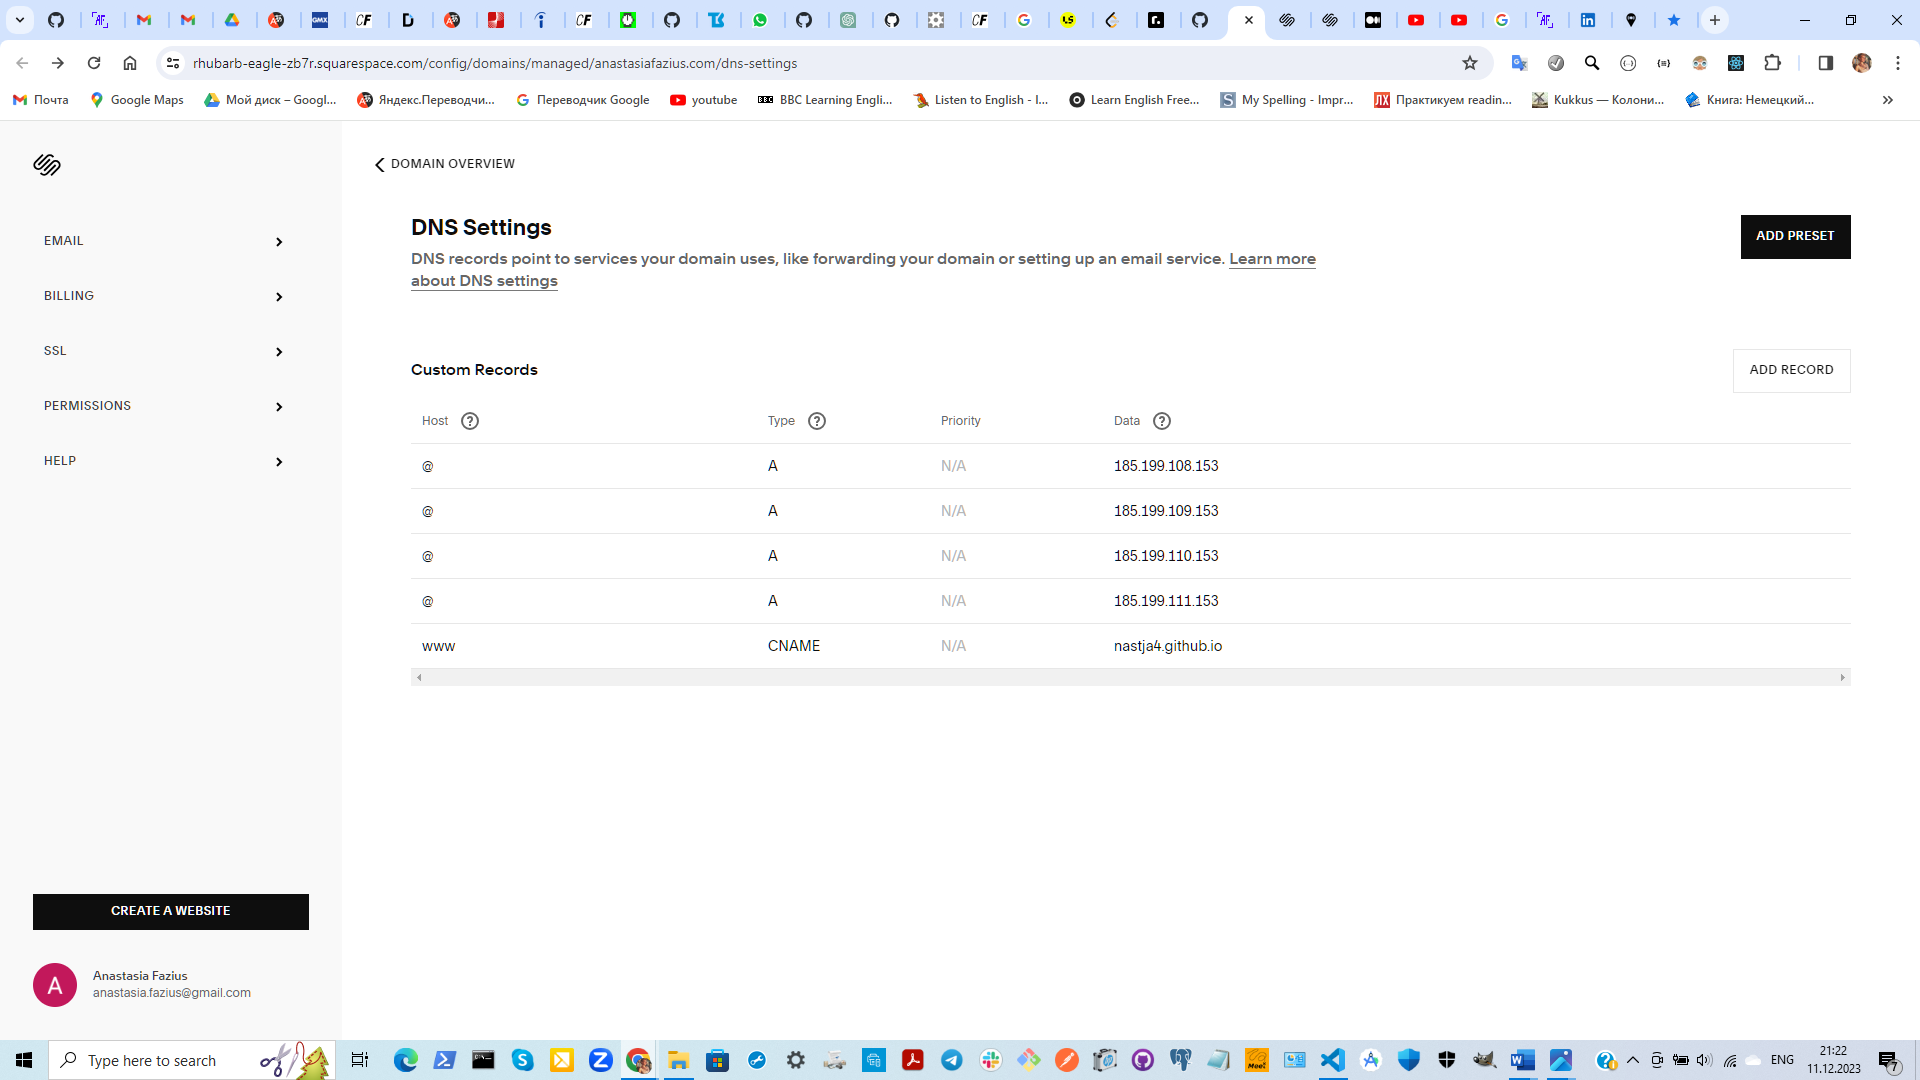 rhubarb-eagle-zb7r.squarespace.com/config/domains/managed/anastasiafazius.com/dns-settings
Почта
Google Maps
Мой диск – Googl...
Яндекс.Переводчи...
Переводчик Google
youtube
BBC Learning Engli...
Listen to English - I...
Learn English Free...
My Spelling - Impr...
Практикуем readin...
Kukkus — Колони...
Книга: Немецкий...
DOMAIN OVERVIEW
EMAIL
BILLING
SSL
PERMISSIONS
HELP
DNS Settings
ADD PRESET
DNS records point to services your domain uses, like forwarding your domain or setting up an email service. Learn more
about DNS settings
Custom Records
ADD RECORD
Host Type Priority Data
@ A N/A 185.199.108.153
@ A N/A 185.199.109.153
@ A N/A 185.199.110.153
@ A N/A 185.199.111.153
www CNAME N/A nastja4.github.io
CREATE A WEBSITE
A
Anastasia Fazius
anastasia.fazius@gmail.com
Type here to search
ENG
21:22
11.12.2023
7